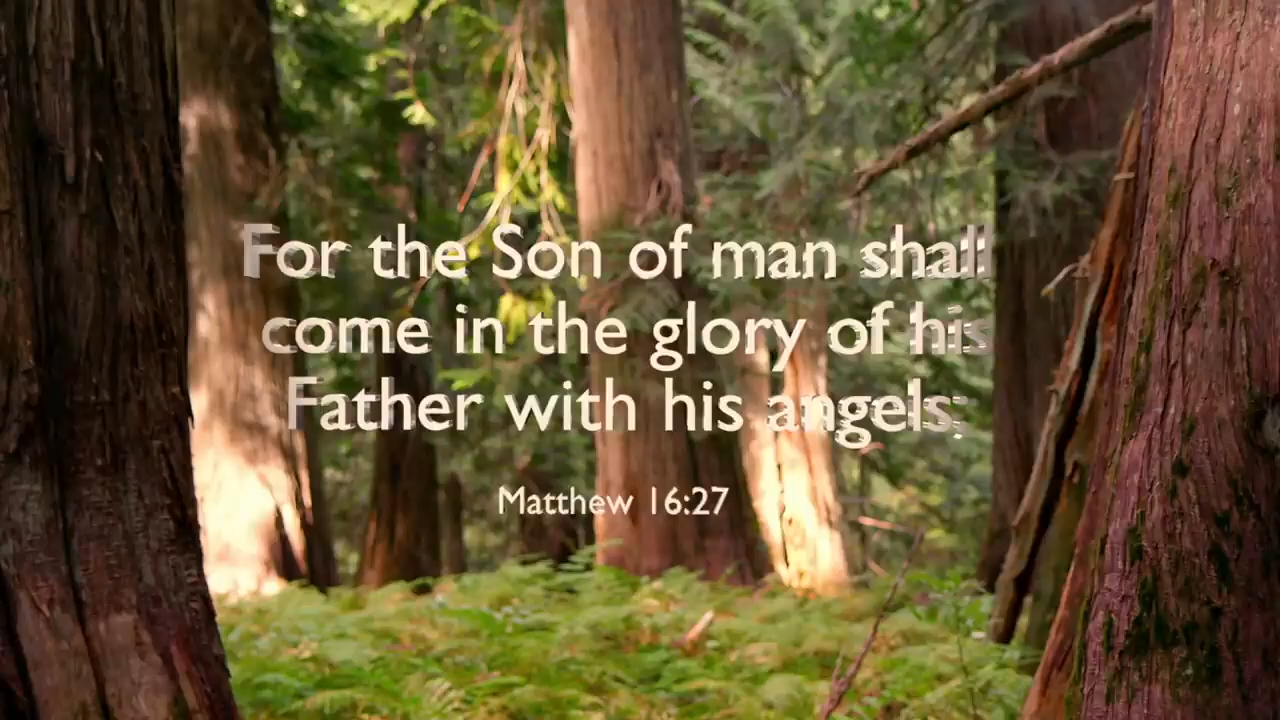 For the Son of man shall
come in the glory of his
Father with his angels;
Matthew 16:27